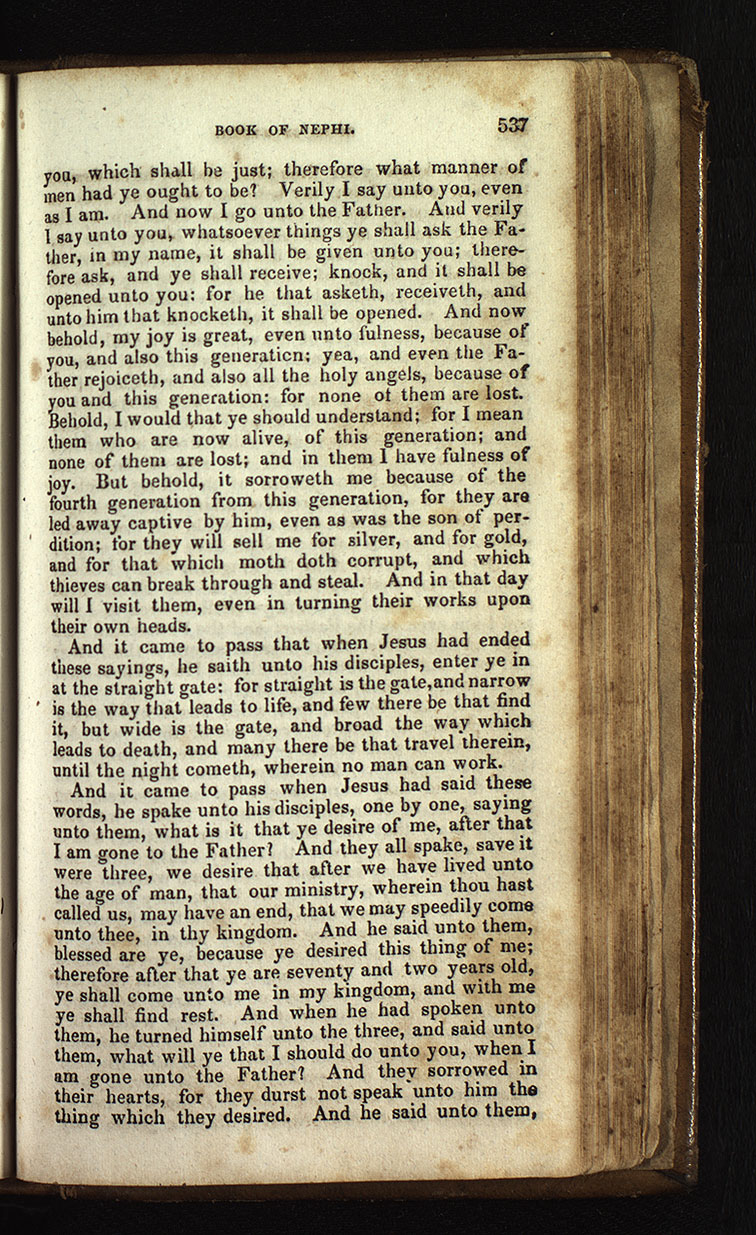 BOOK OF NEPHI. 537
you, which shall be just; therefore what manner of
men had ye ought to be? Verily I say unto you, even
as I am. And now I go unto the Father. And verily
I say unto you, whatsoever things ye shall ask the Fa-
ther, in my name, it shall be given unto you; there-
fore ask, and ye shall receive; knock, and it shall be
opened unto you: for he that asketh, receiveth, and
unto him that knocketh, it shall be opened. And now
behold, my joy is great, even unto fulness, because of
you, and also this generation; yea, and even the Fa-
ther rejoiceth, and also all the holy angels, because of
you and this generation: for none of them are lost.
Behold, I would that ye should understand; for I mean
them who are now alive, of this generation; and
none of them are lost; and in them I have fulness of
joy. But behold, it sorroweth me because of the
fourth generation from this generation, for they are
led away captive by him, even as was the son of per-
dition; for they will sell me for silver, and for gold,
and for that which moth doth corrupt, and which
thieves can break through and steal. And in that day
will I visit them, even in turning their works upon
their own heads.
And it came to pass that when Jesus had ended
these sayings, he saith unto his disciples, enter ye in
at the straight gate: for straight is the gate, and narrow
is the way that leads to life, and few there be that find
it, but wide is the gate, and broad the way which
leads to death, and many there be that travel therein,
until the night cometh, wherein no man can work.
And it came to pass when Jesus had said these
words, he spake unto his disciples, one by one, saying
unto them, what is it that ye desire of me, after that
I am gone to the Father? And they all spake, save it
were three, we desire that after we have lived unto
the age of man, that our ministry, wherein thou hast
called us, may have an end, that we may speedily come
unto thee, in thy kingdom. And he said unto them,
blessed are ye, because ye desired this thing of me;
therefore after that ye are seventy and two years old,
ye shall come unto me in my kingdom, and with me
ye shall find rest. And when he had spoken unto
them, he turned himself unto the three, and said unto
them, what will ye that I should do unto you, when I
am gone unto the Father? And they sorrowed in
their hearts, for they durst not speak unto him the
thing which they desired. And he said unto them,